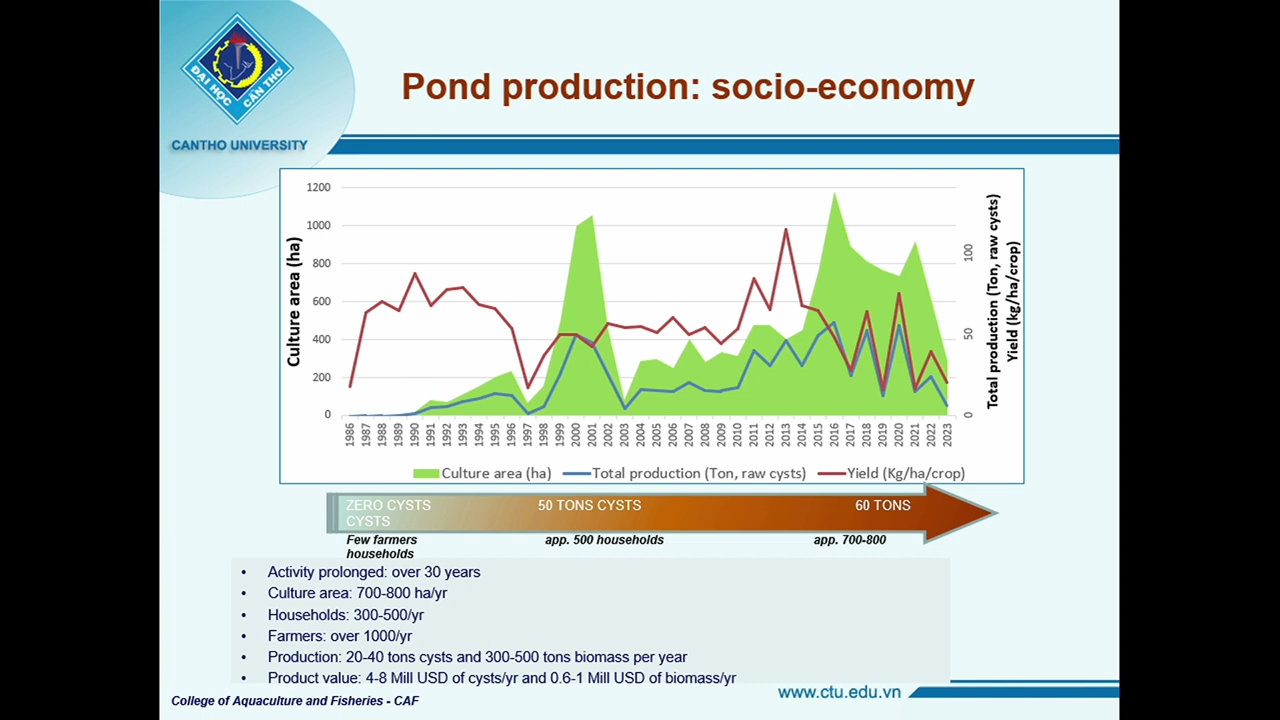 ĐẠI HỌC CẦN THƠ
CANTHO UNIVERSITY
Pond production: socio-economy
Culture area (ha)
1200
1000
800
600
400
200
0
Total production (Ton, raw cysts)
Yield (kg/ha/crop)
100
50
0
1986 1987 1988 1989 1990 1991 1992 1993 1994 1995 1996 1997 1998 1999 2000 2001 2002 2003 2004 2005 2006 2007 2008 2009 2010 2011 2012 2013 2014 2015 2016 2017 2018 2019 2020 2021 2022 2023
Culture area (ha) Total production (Ton, raw cysts) Yield (Kg/ha/crop)
ZERO CYSTS 50 TONS CYSTS 60 TONS
CYSTS
Few farmers app. 500 households app. 700-800
households
• Activity prolonged: over 30 years
• Culture area: 700-800 ha/yr
• Households: 300-500/yr
• Farmers: over 1000/yr
• Production: 20-40 tons cysts and 300-500 tons biomass per year
• Product value: 4-8 Mill USD of cysts/yr and 0.6-1 Mill USD of biomass/yr
College of Aquaculture and Fisheries - CAF
www.ctu.edu.vn